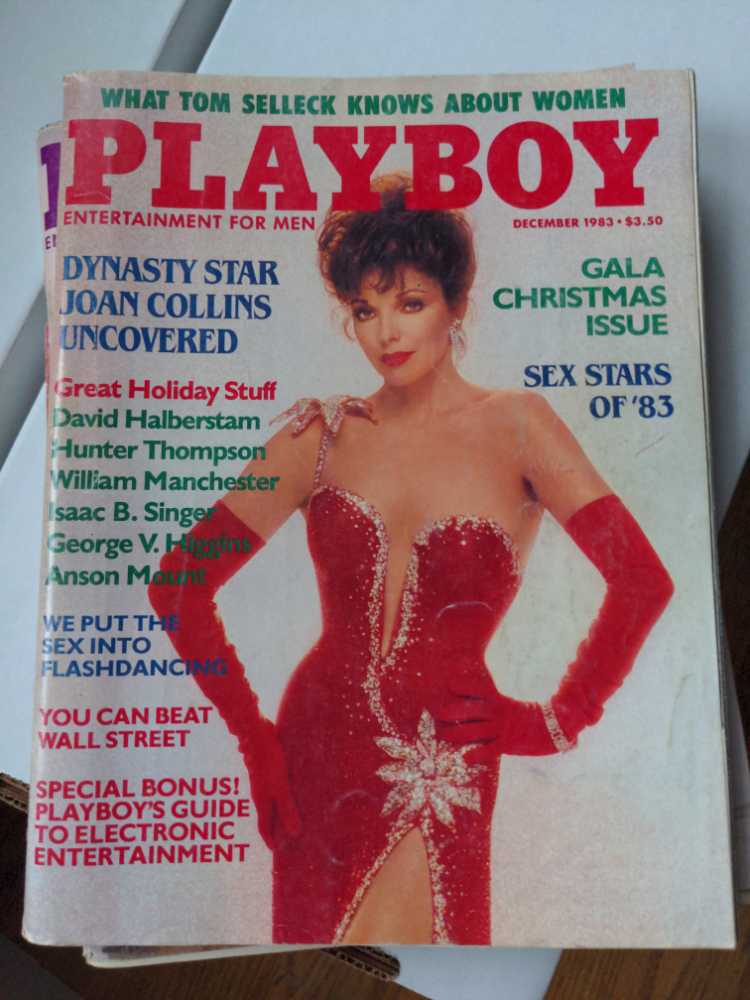 WHAT TOM SELLECK KNOWS ABOUT WOMEN
PLAYBOY
ENTERTAINMENT FOR MEN
DECEMBER 1983 • $3.50
DYNASTY STAR
JOAN COLLINS
UNCOVERED
GALA
CHRISTMAS
ISSUE
SEX STARS
OF '83
Great Holiday Stuff
David Halberstam
Hunter Thompson
William Manchester
Isaac B. Singer
George V. Higgins
Anson Mount
WE PUT THE
SEX INTO
FLASHDANCING
YOU CAN BEAT
WALL STREET
SPECIAL BONUS!
PLAYBOY'S GUIDE
TO ELECTRONIC
ENTERTAINMENT